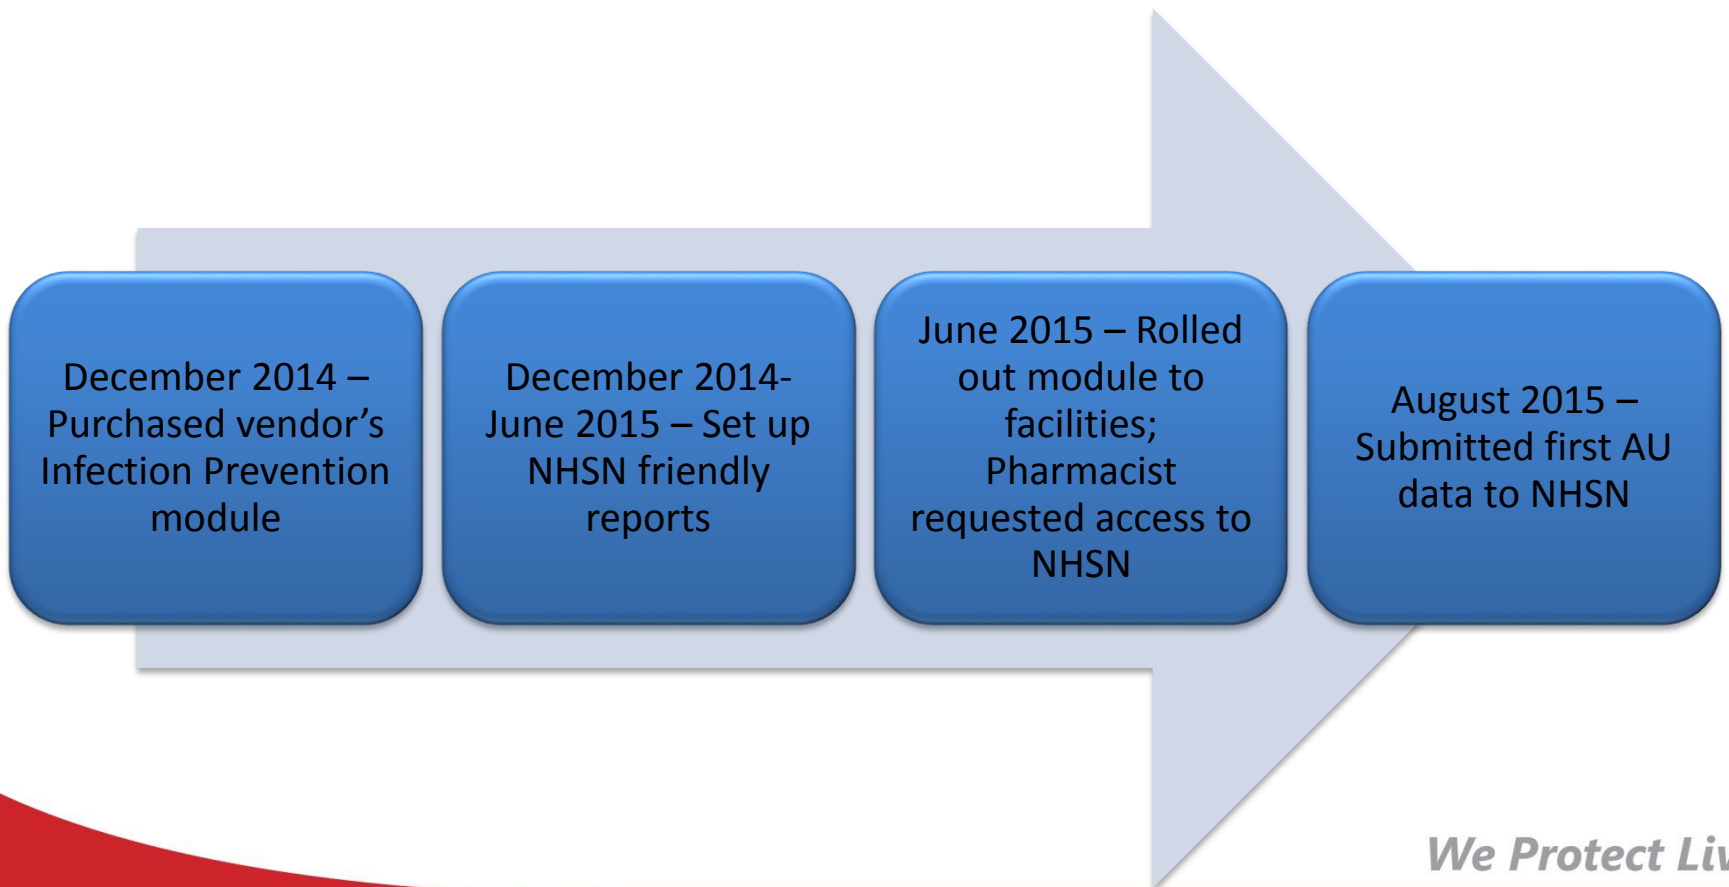 December 2014 –
Purchased vendor’s
Infection Prevention
module
December 2014-
June 2015 – Set up
NHSN friendly
reports
June 2015 – Rolled
out module to
facilities;
Pharmacist
requested access to
NHSN
August 2015 –
Submitted first AU
data to NHSN
We Protect